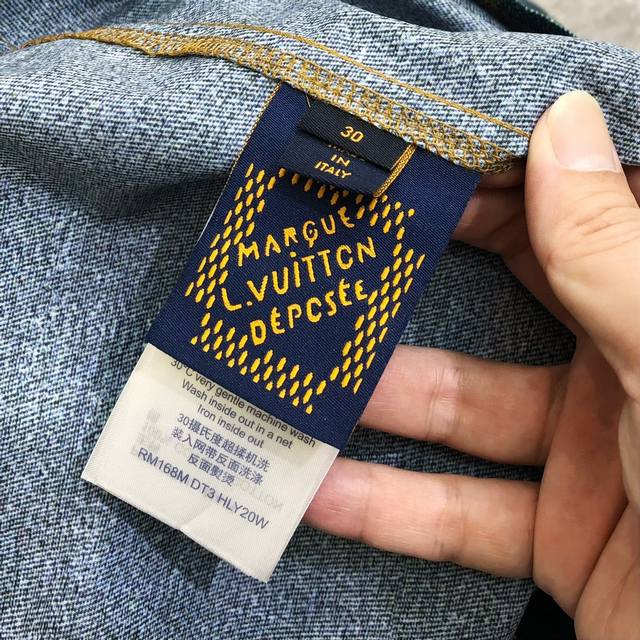 30
IN
ITALY
MARQUE
L.VUiTTON
DÉPOSÉE
30°C very gentle machine wash
Wash inside out in a net
Iron inside out
30攝氏度超揉机洗
装入网帶反面洗涤
反面熨烫
RM168M DT3 HLY20W